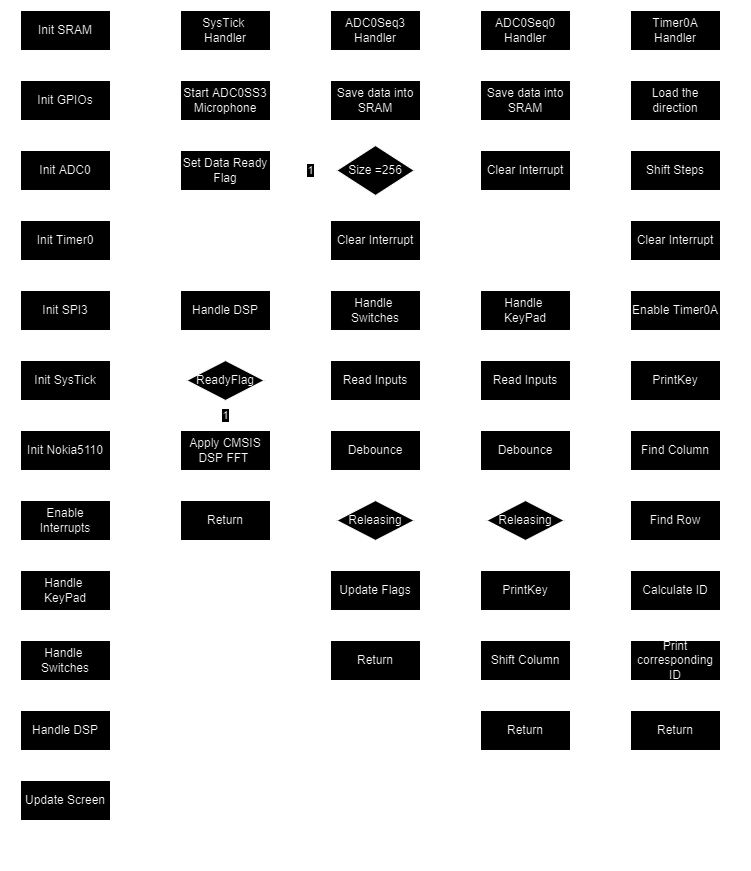 Init SRAM
Init GPIOs
Init ADC0
Init Timer0
Init SPI3
Init SysTick
Init Nokia5110
Enable
Interrupts
Handle
KeyPad
Handle
Switches
Handle DSP
Update Screen
SysTick
Handler
Start ADC0SS3
Microphone
Set Data Ready
Flag
Handle DSP
ReadyFlag
1
Apply CMSIS
DSP FFT
Return
ADC0Seq3
Handler
Save data into
SRAM
1
Size =256
Clear Interrupt
Handle
Switches
Read Inputs
Debounce
Releasing
Update Flags
Return
ADC0Seq0
Handler
Save data into
SRAM
Clear Interrupt
Handle
KeyPad
Read Inputs
Debounce
Releasing
PrintKey
Shift Column
Return
Timer0A
Handler
Load the
direction
Shift Steps
Clear Interrupt
Enable Timer0A
PrintKey
Find Column
Find Row
Calculate ID
Print
corresponding
ID
Return